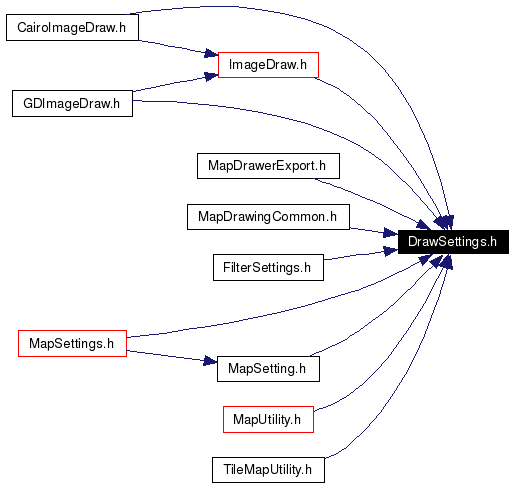 CairoImageDraw.h
ImageDraw.h
GDImageDraw.h
MapDrawerExport.h
MapDrawingCommon.h
DrawSettings.h
FilterSettings.h
MapSettings.h
MapSetting.h
MapUtility.h
TileMapUtility.h